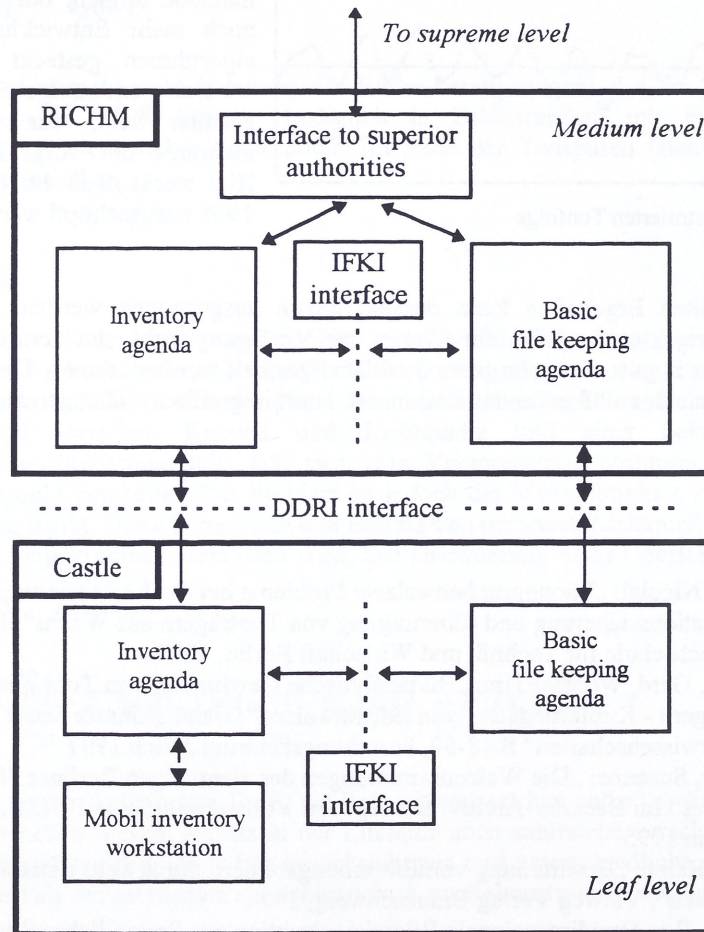 To supreme level
RICHM
Medium level
Interface to superior
authorities
IFKI
interface
Inventory
agenda
Basic
file keeping
agenda
DDRI interface
Castle
Inventory
agenda
Basic
file keeping
agenda
IFKI
interface
Mobil inventory
workstation
Leaf level